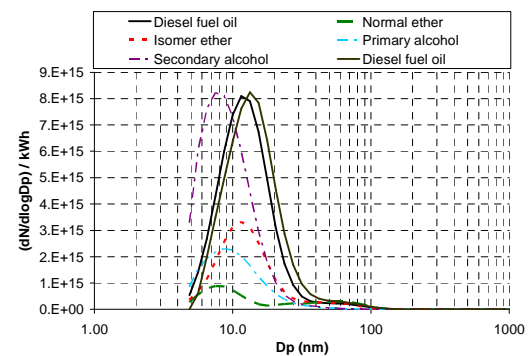 Diesel fuel oil
Normal ether
Isomer ether
Primary alcohol
Secondary alcohol
Diesel fuel oil
(dN/dlogDp) / kWh
9.E+15
8.E+15
7.E+15
6.E+15
5.E+15
4.E+15
3.E+15
2.E+15
1.E+15
0.E+00
1.00
10.0
100
1000
Dp (nm)